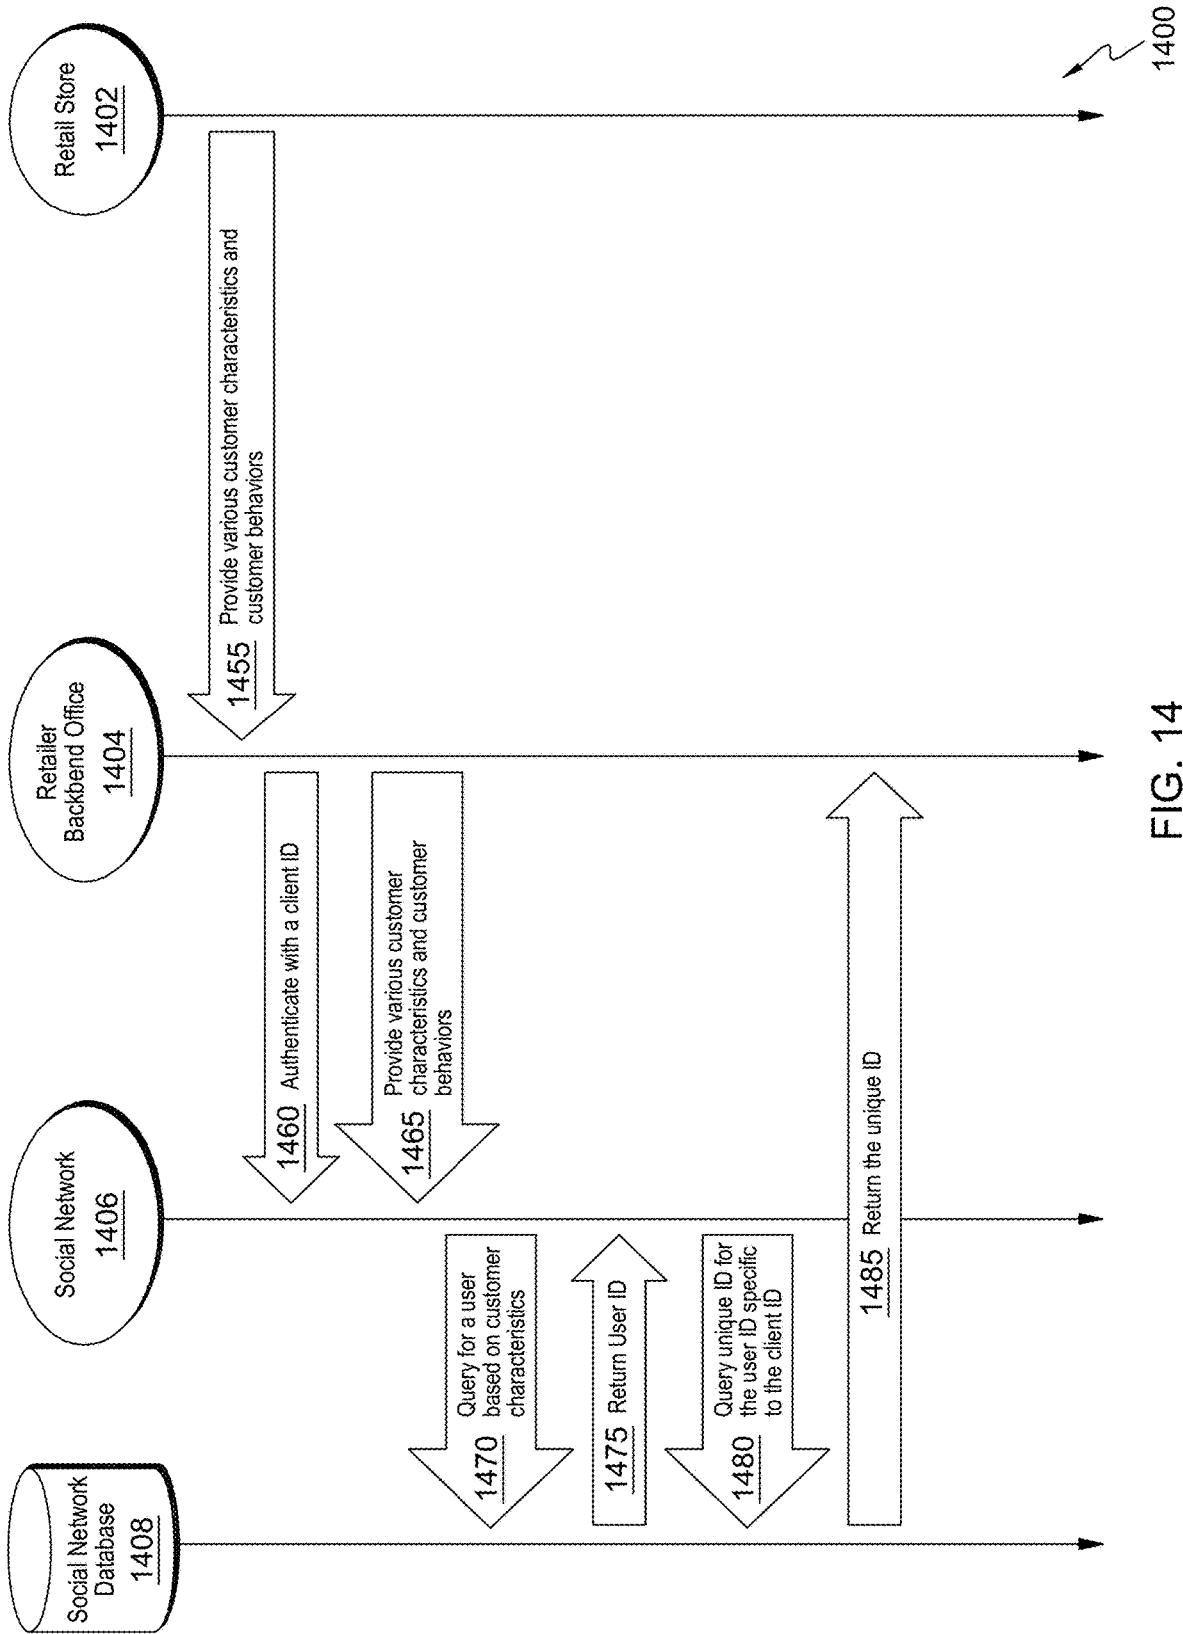 Social Network
Database
1408
Social Network
1406
Retailer
Backbend Office
1404
Retail Store
1402
1455 Provide various customer characteristics and
customer behaviors
1460 Authenticate with a client ID
1465 Provide various customer
characteristics and customer
behaviors
1470 Query for a user
based on customer
characteristics
1475 Return User ID
1480 Query unique ID for
the user ID specific
to the client ID
1485 Return the unique ID
1400
FIG. 14